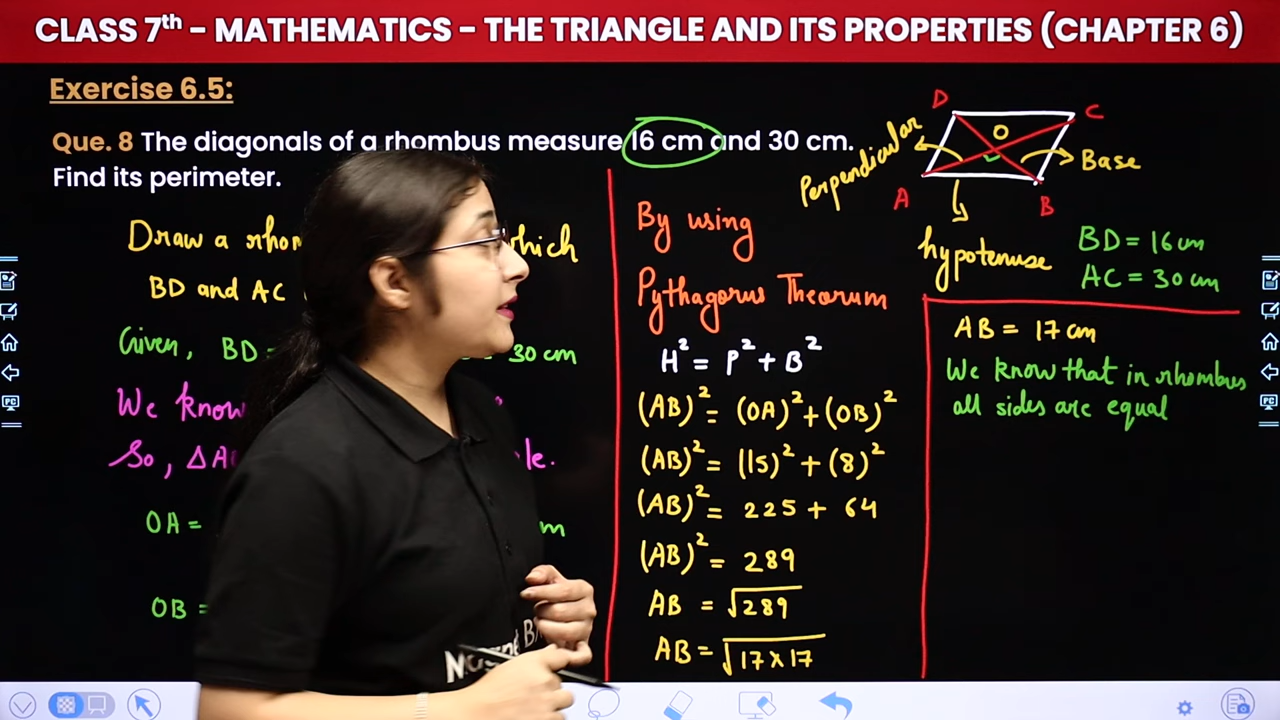 CLASS 7th - MATHEMATICS - THE TRIANGLE AND ITS PROPERTIES (CHAPTER 6)
Exercise 6.5:
Que. 8 The diagonals of a rhombus measure 16 cm and 30 cm.
Find its perimeter.
Draw a which
BD and AC
Given, BD = 30 cm
We know
So,
OA =
OB =
By using
Pythagorus Theorum
H² = P² + B²
(AB)² = (OA)² + (OB)²
(AB)² = (15)² + (8)²
(AB)² = 225 + 64
(AB)² = 289
AB = √289
AB = √17 x 17
D
C
O
Perpendicular
Base
A
B
hypotenuse
BD = 16 cm
AC = 30 cm
AB = 17 cm
We know that in rhombus
all sides are equal
PC
PC